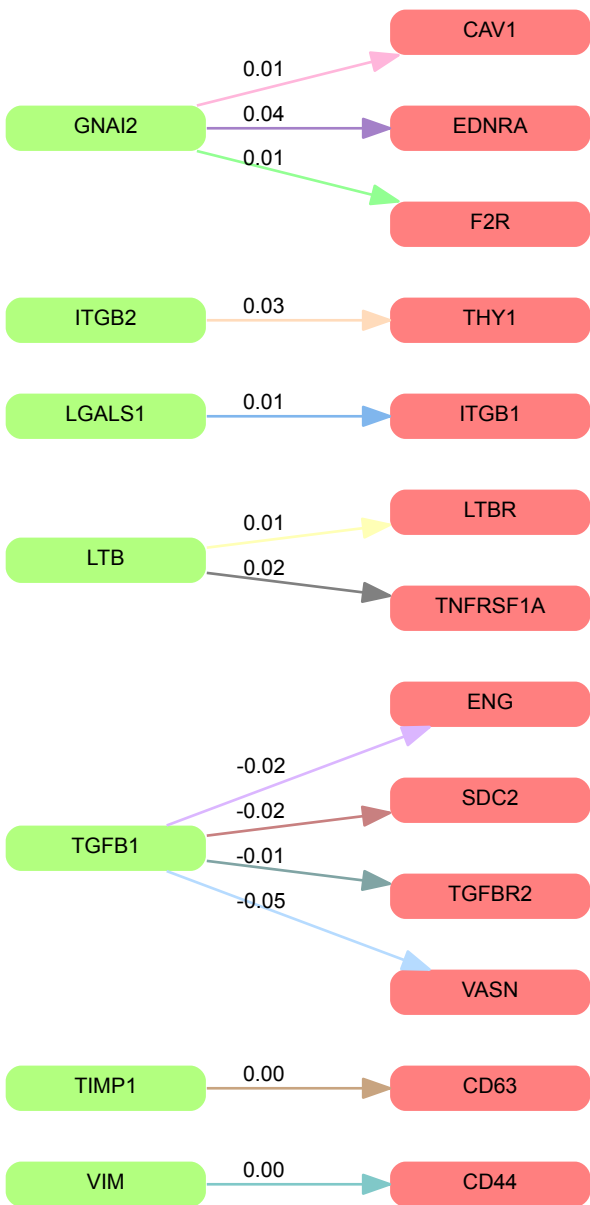 CAV1
0.01
GNAI2
0.04
EDNRA
0.01
F2R
ITGB2
0.03
THY1
LGALS1
0.01
ITGB1
LTBR
0.01
LTB
0.02
TNFRSF1A
ENG
-0.02
SDC2
-0.02
TGFB1
-0.01
TGFBR2
-0.05
VASN
TIMP1
0.00
CD63
VIM
0.00
CD44